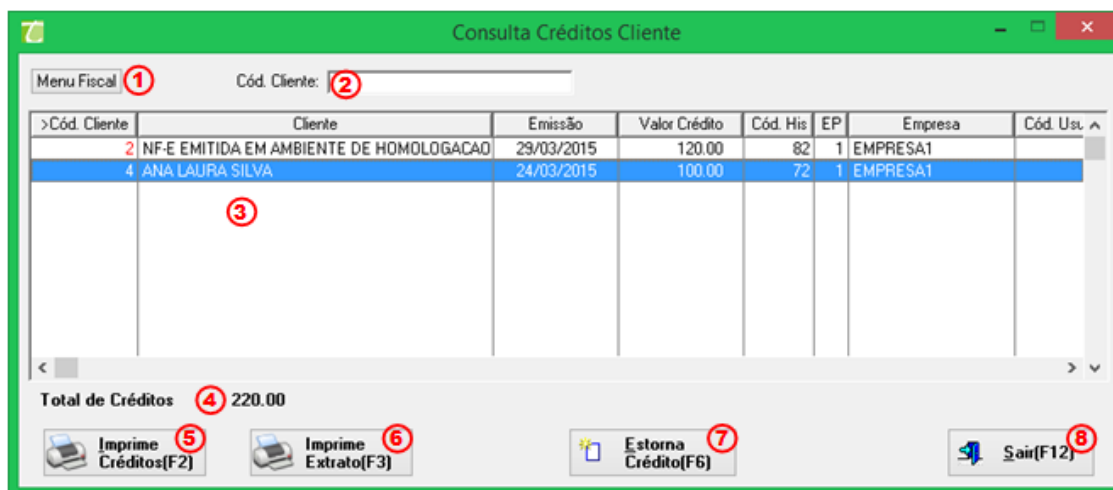 Consulta Créditos Cliente
Menu Fiscal 1 Cód. Cliente: 2
>Cód. Cliente Cliente Emissão Valor Crédito Cód. His EP Empresa Cód. Usu
2 NF-E EMITIDA EM AMBIENTE DE HOMOLOGACAO 29/03/2015 120.00 82 1 EMPRESA1
4 ANA LAURA SILVA 24/03/2015 100.00 72 1 EMPRESA1
3
Total de Créditos 4 220.00
Imprime Créditos(F2) 5 Imprime Extrato(F3) 6 Estorna Crédito(F6) 7 Sair(F12) 8